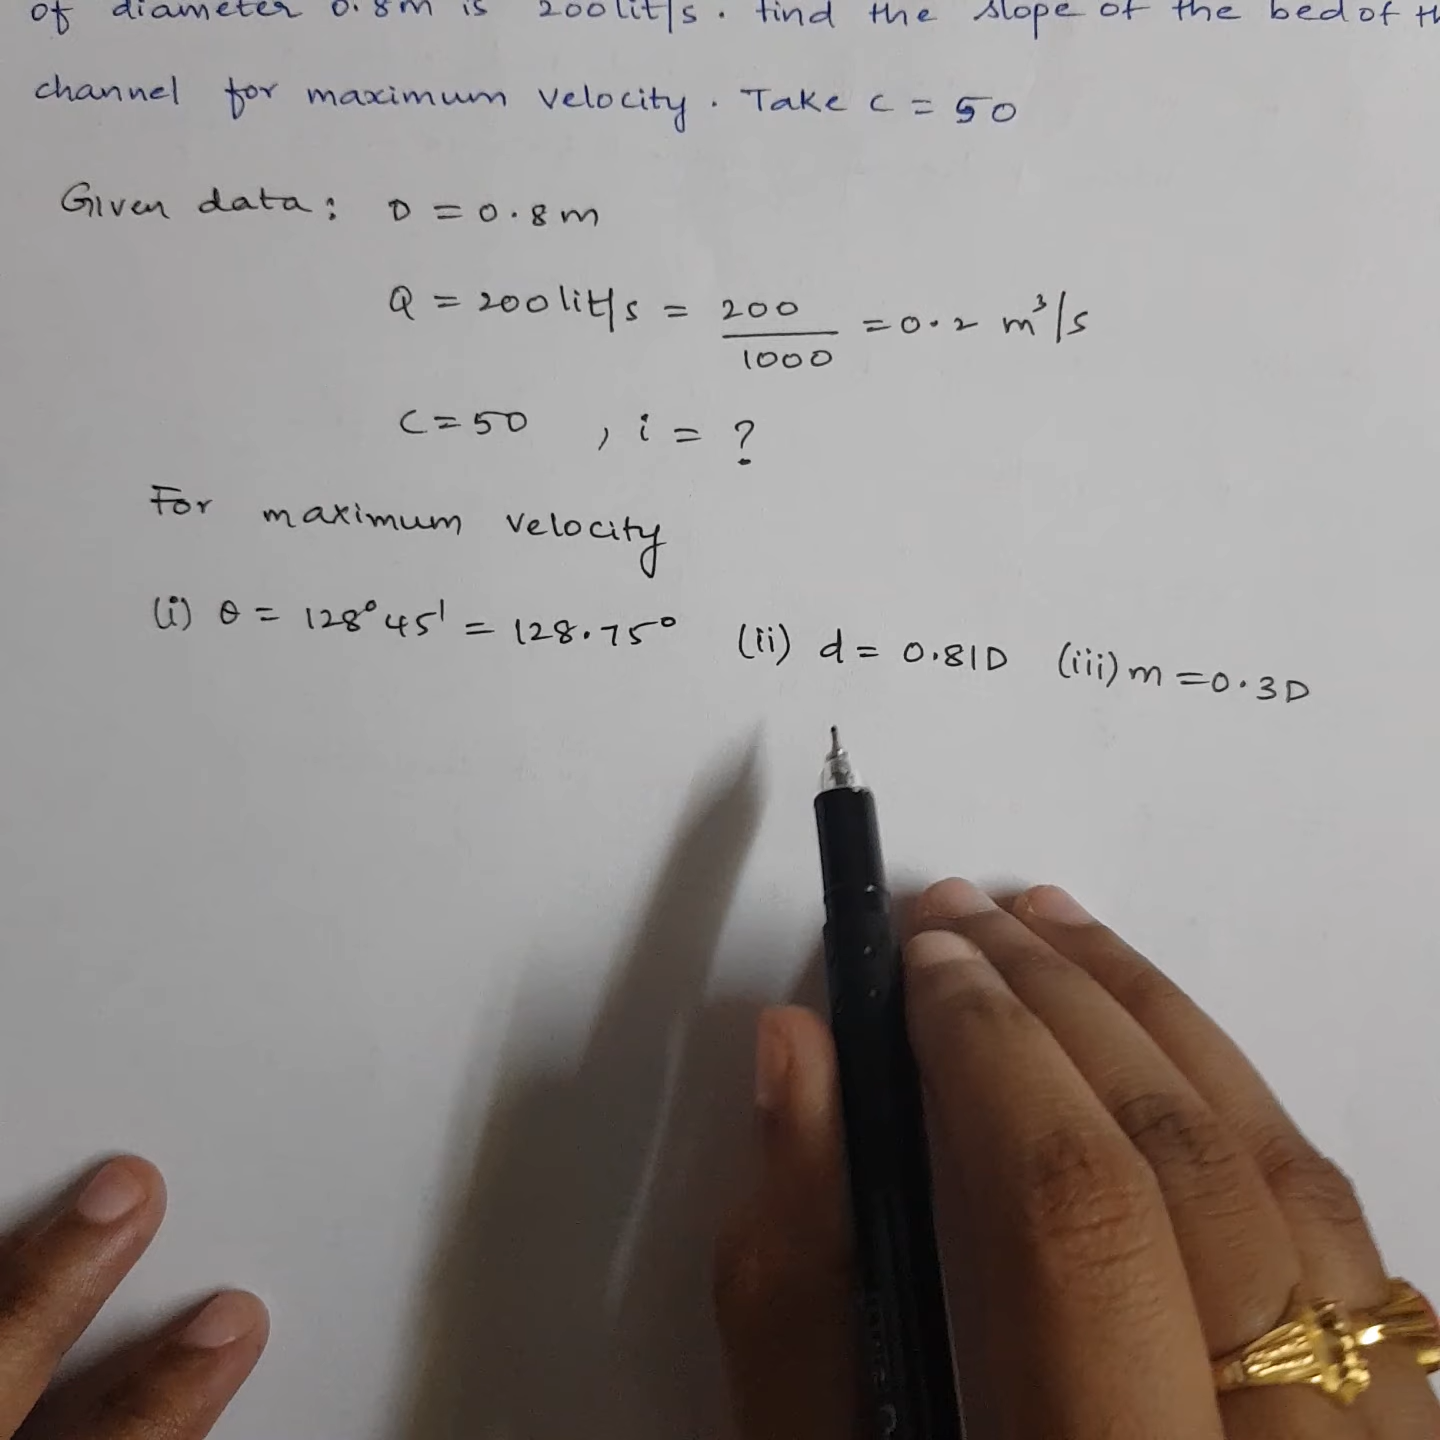 of diameter 0.8m is 200lit/s. find the slope of the bed of
channel for maximum velocity. Take C = 50
Given data: D = 0.8m
Q = 200lit/s = 200/1000 = 0.2 m³/s
C = 50 , i = ?
For maximum velocity
(i) θ = 128°45' = 128.75° (ii) d = 0.81D (iii) m = 0.3D